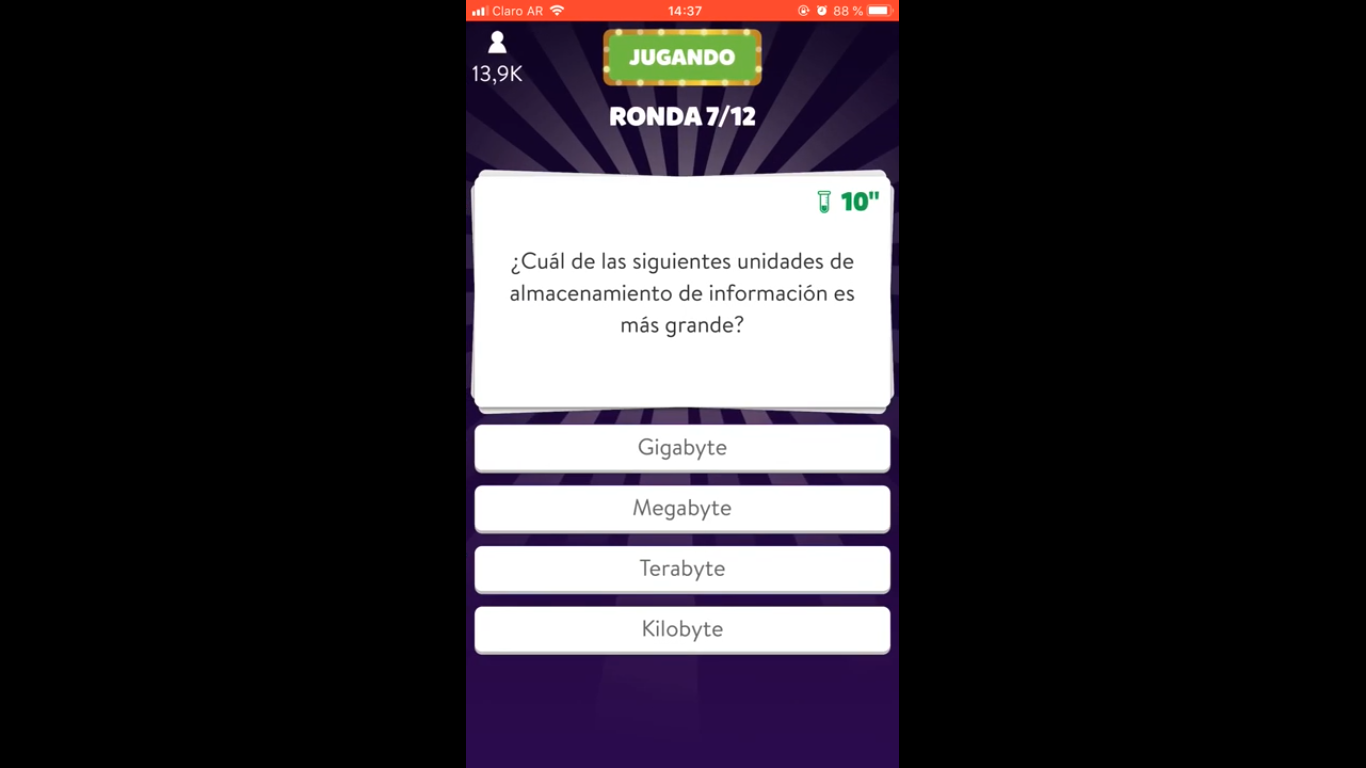 Claro AR
14:37
88 %
13,9K
JUGANDO
RONDA 7/12
10"
¿Cuál de las siguientes unidades de
almacenamiento de información es
más grande?
Gigabyte
Megabyte
Terabyte
Kilobyte